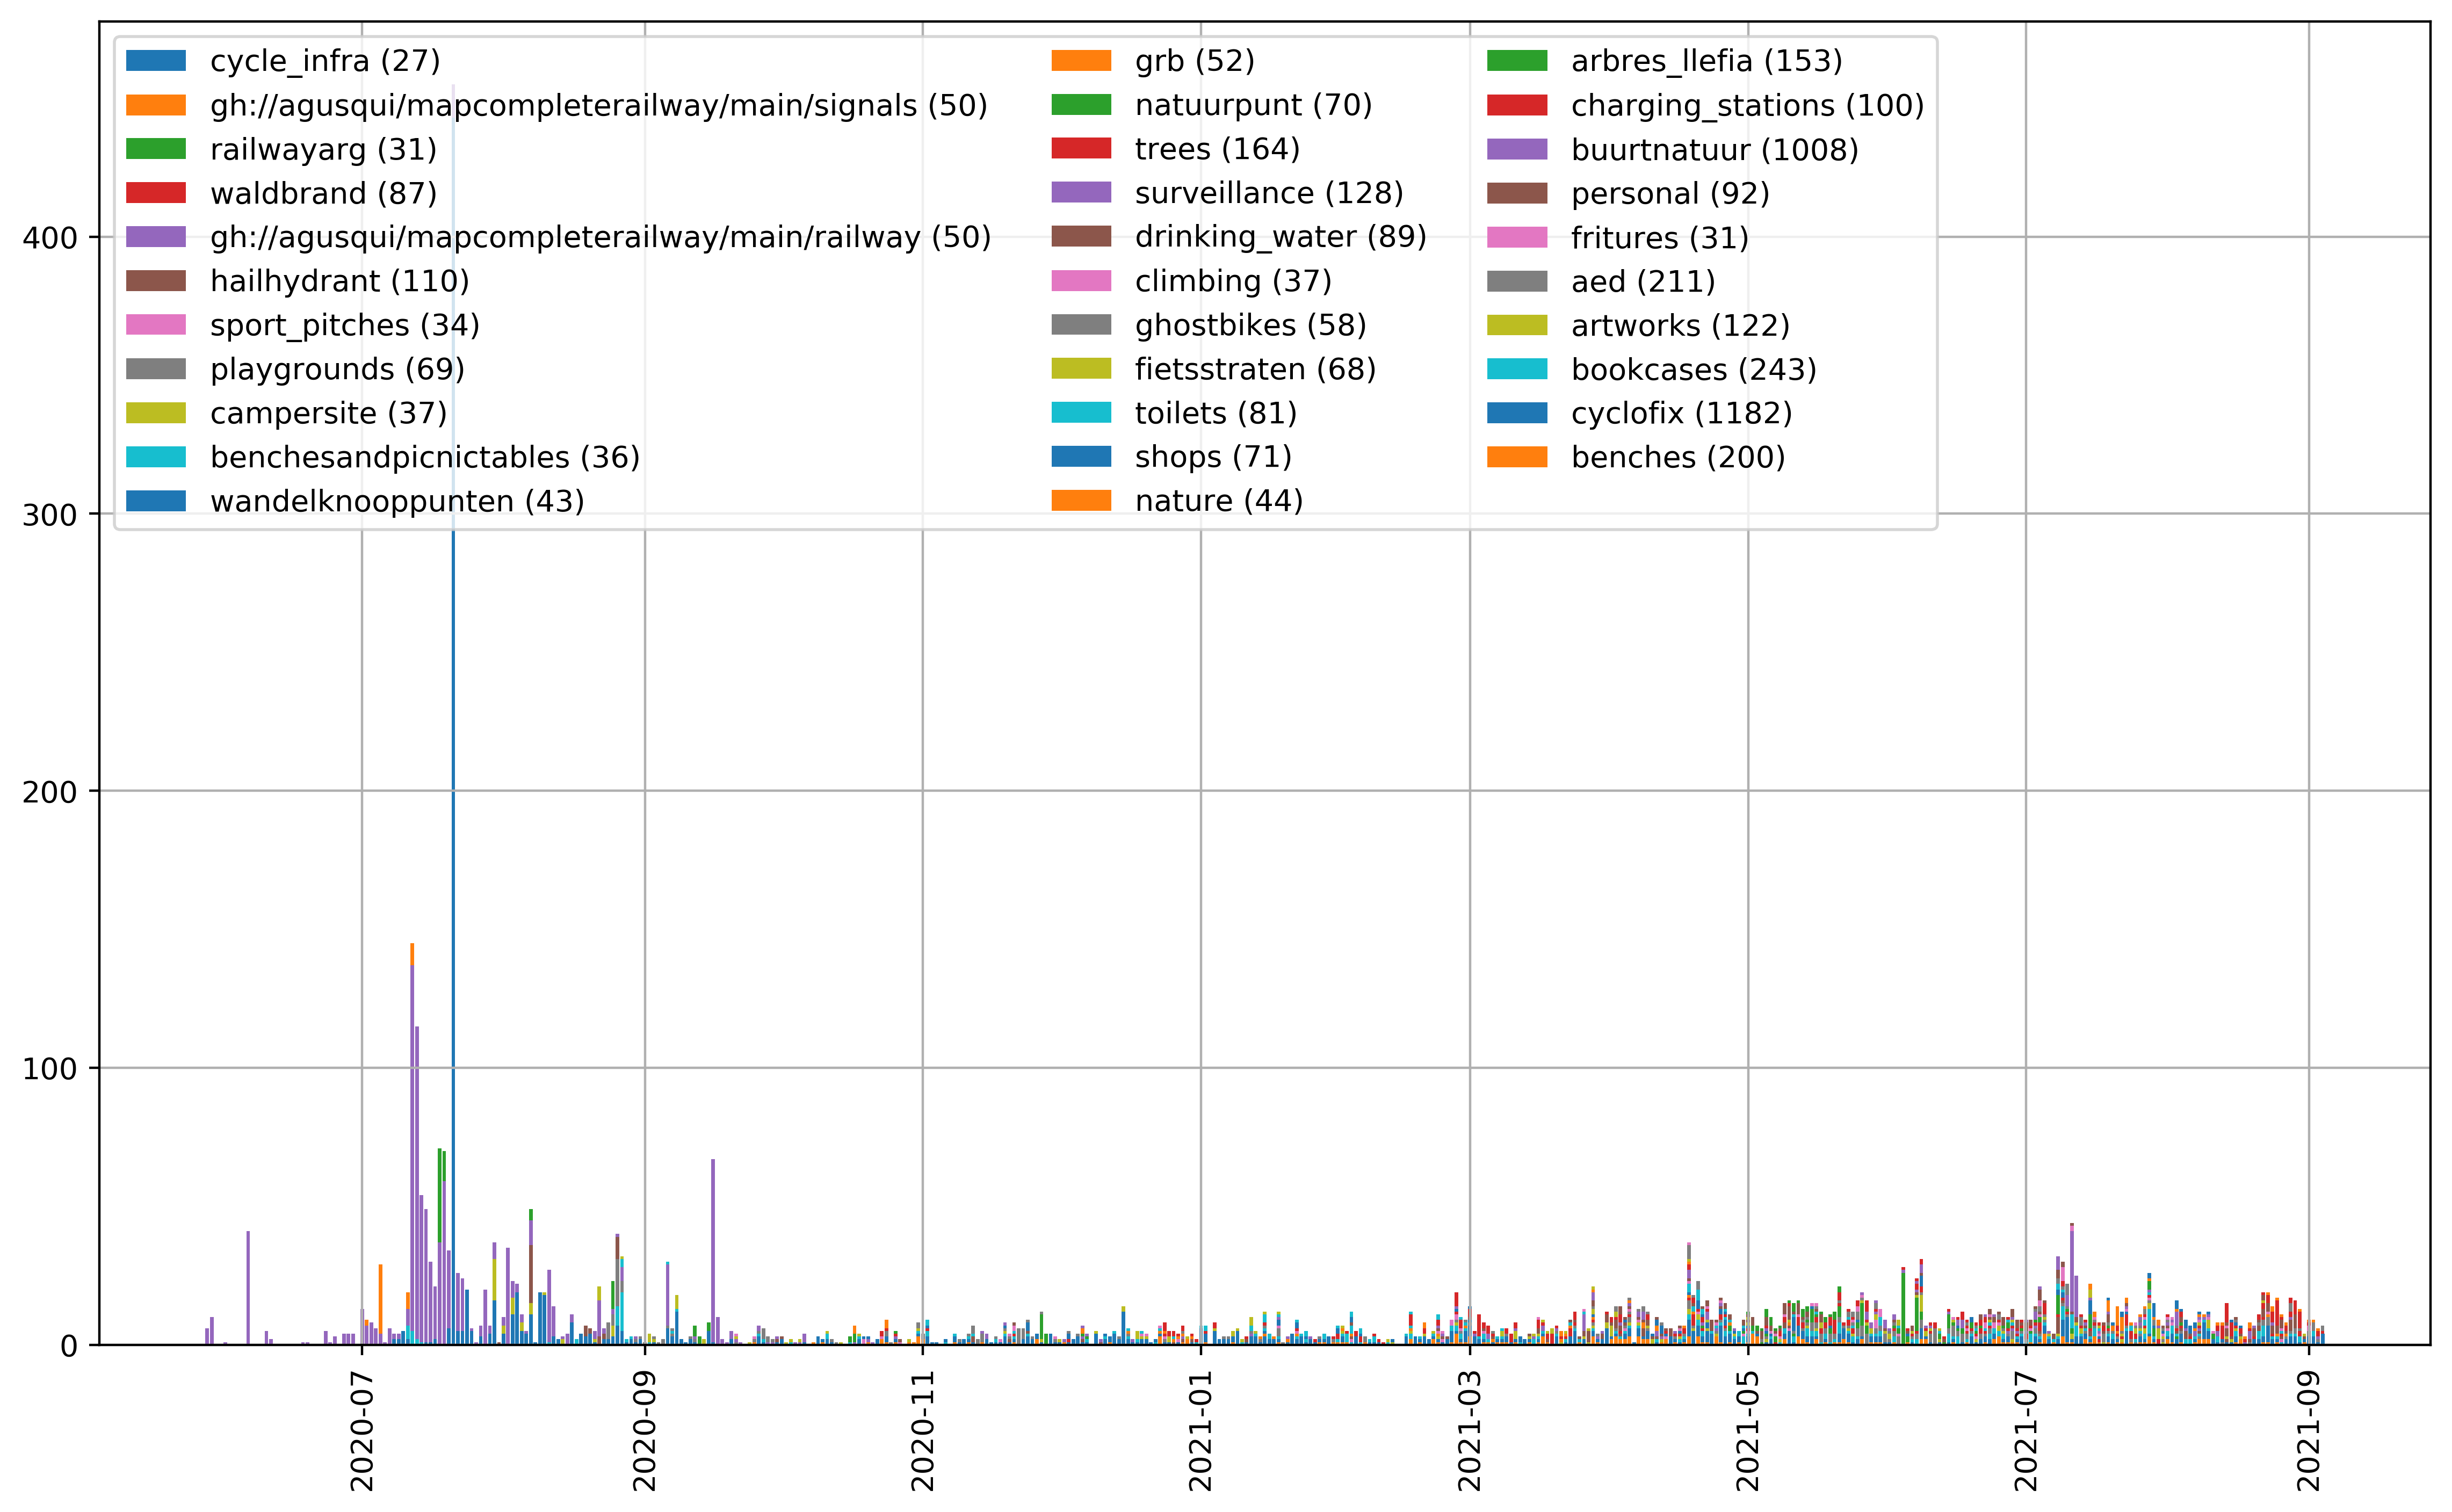 cycle_infra (27)
gh://agusqui/mapcompleterailway/main/signals (50)
railwayarg (31)
waldbrand (87)
gh://agusqui/mapcompleterailway/main/railway (50)
hailhydrant (110)
sport_pitches (34)
playgrounds (69)
campersite (37)
benchesandpicnictables (36)
wandelknooppunten (43)
grb (52)
natuurpunt (70)
trees (164)
surveillance (128)
drinking_water (89)
climbing (37)
ghostbikes (58)
fietsstraten (68)
toilets (81)
shops (71)
nature (44)
arbres_llefia (153)
charging_stations (100)
buurtnatuur (1008)
personal (92)
fritures (31)
aed (211)
artworks (122)
bookcases (243)
cyclofix (1182)
benches (200)
400
300
200
100
0
2020-07
2020-09
2020-11
2021-01
2021-03
2021-05
2021-07
2021-09